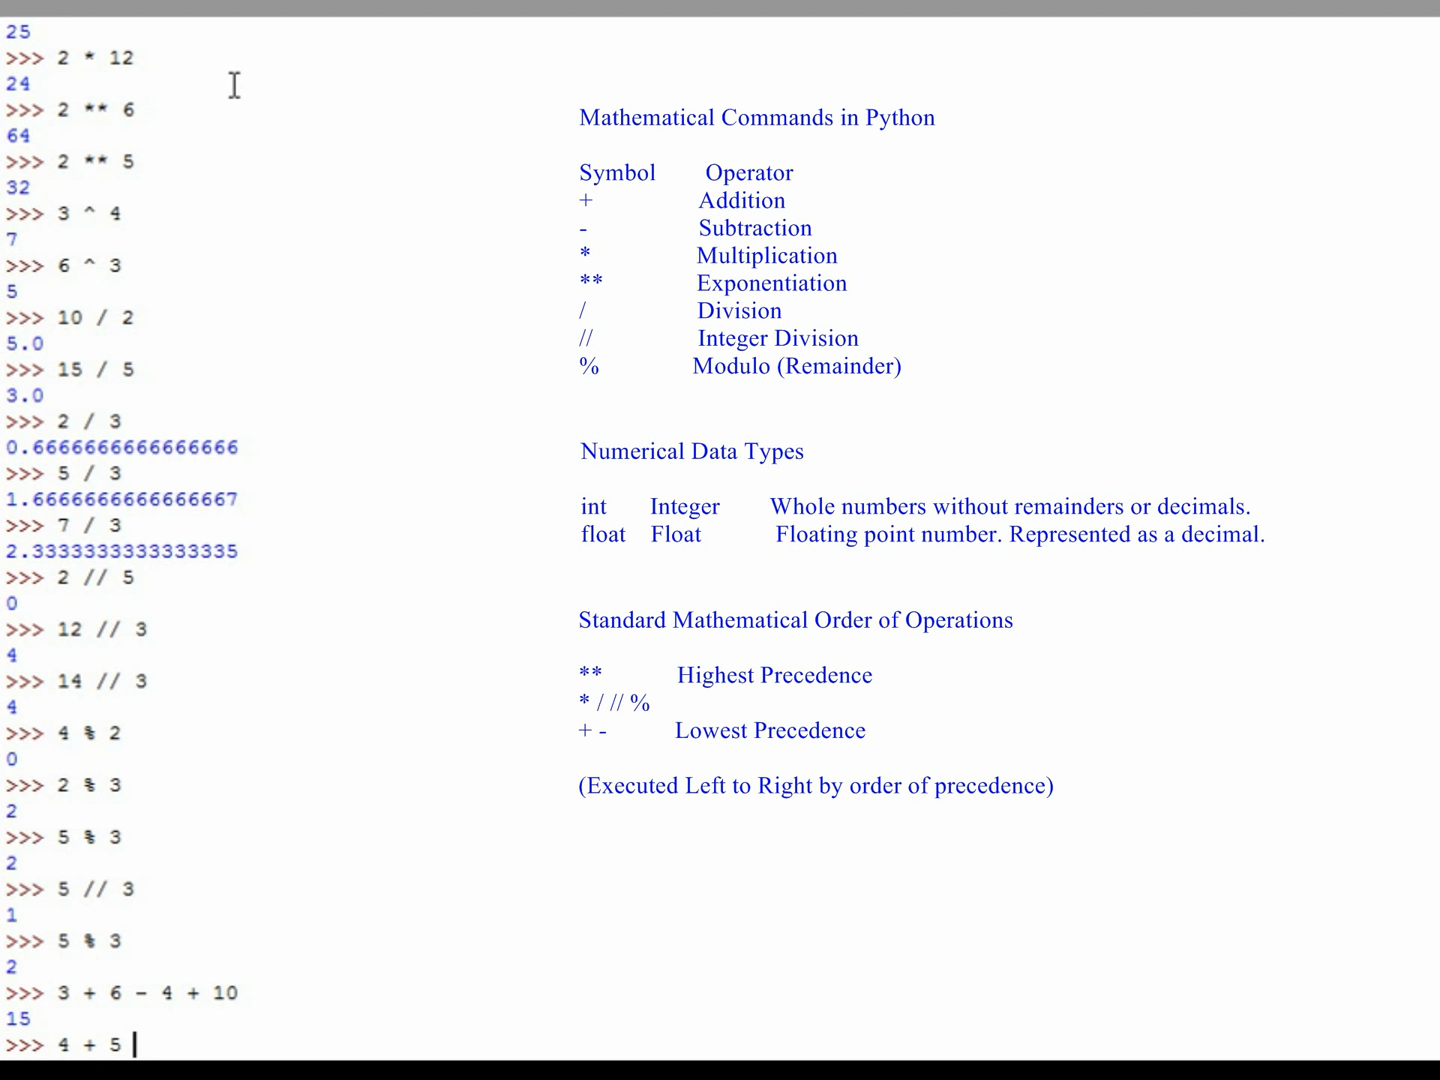 25
>>> 2 * 12
24
>>> 2 ** 6
64
>>> 2 ** 5
32
>>> 3 ^ 4
7
>>> 6 ^ 3
5
>>> 10 / 2
5.0
>>> 15 / 5
3.0
>>> 2 / 3
0.6666666666666666
>>> 5 / 3
1.6666666666666667
>>> 7 / 3
2.3333333333333335
>>> 2 // 5
0
>>> 12 // 3
4
>>> 14 // 3
4
>>> 4 % 2
0
>>> 2 % 3
2
>>> 5 % 3
2
>>> 5 // 3
1
>>> 5 % 3
2
>>> 3 + 6 - 4 + 10
15
>>> 4 + 5
Mathematical Commands in Python
Symbol Operator
+ Addition
- Subtraction
* Multiplication
** Exponentiation
/ Division
// Integer Division
% Modulo (Remainder)
Numerical Data Types
int Integer Whole numbers without remainders or decimals.
float Float Floating point number. Represented as a decimal.
Standard Mathematical Order of Operations
** Highest Precedence
* / // %
+ - Lowest Precedence
(Executed Left to Right by order of precedence)